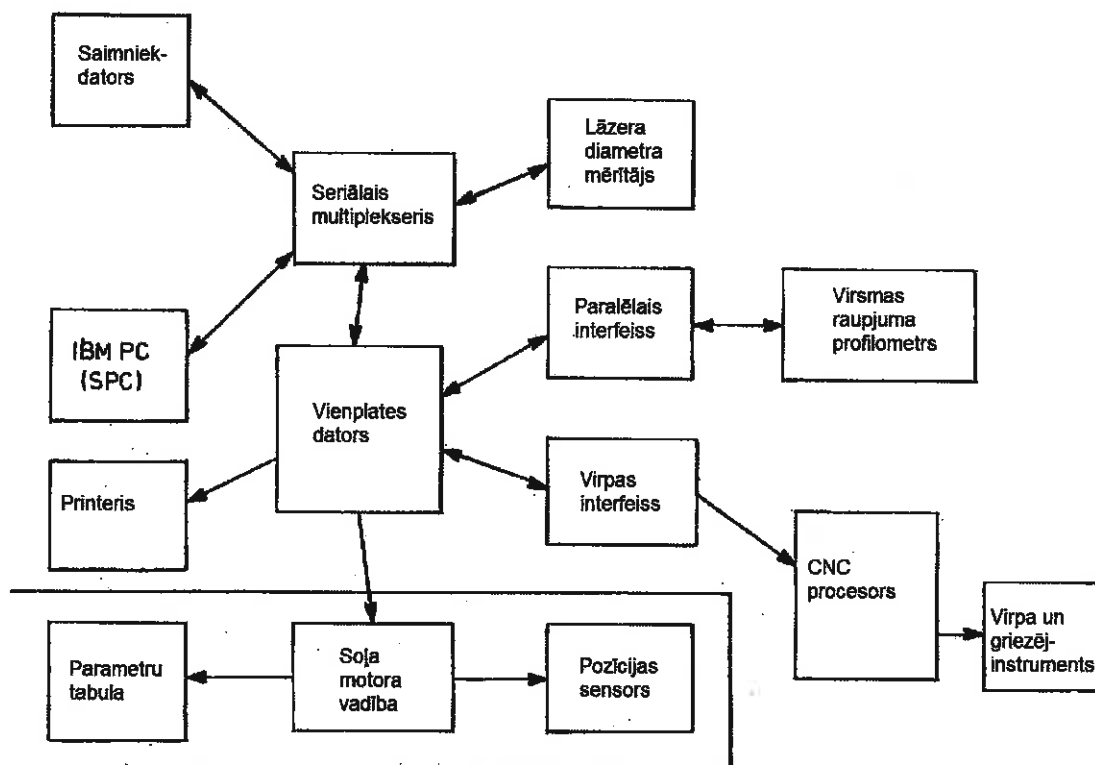 Saimniek-
dators
Lāzera
diametra
mērītājs
Seriālais
multiplekseris
Paralēlais
interfeiss
Virsmas
raupjuma
profilometrs
IBM PC
(SPC)
Vienplates
dators
Printeris
Virpas
interfeiss
CNC
procesors
Virpa un
griezēj-
instruments
Parametru
tabula
Soļa
motora
vadība
Pozīcijas
sensors